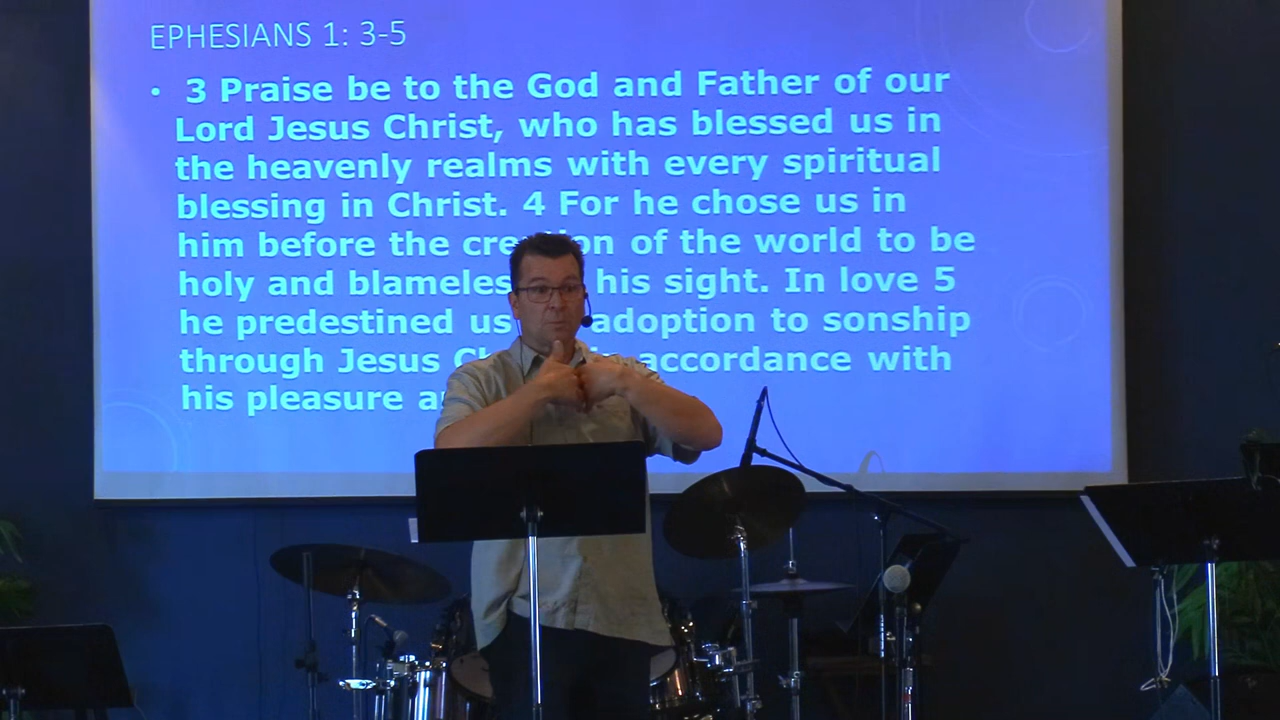 EPHESIANS 1: 3-5
• 3 Praise be to the God and Father of our
Lord Jesus Christ, who has blessed us in
the heavenly realms with every spiritual
blessing in Christ. 4 For he chose us in
him before the creation of the world to be
holy and blameless his sight. In love 5
he predestined us adoption to sonship
through Jesus accordance with
his pleasure